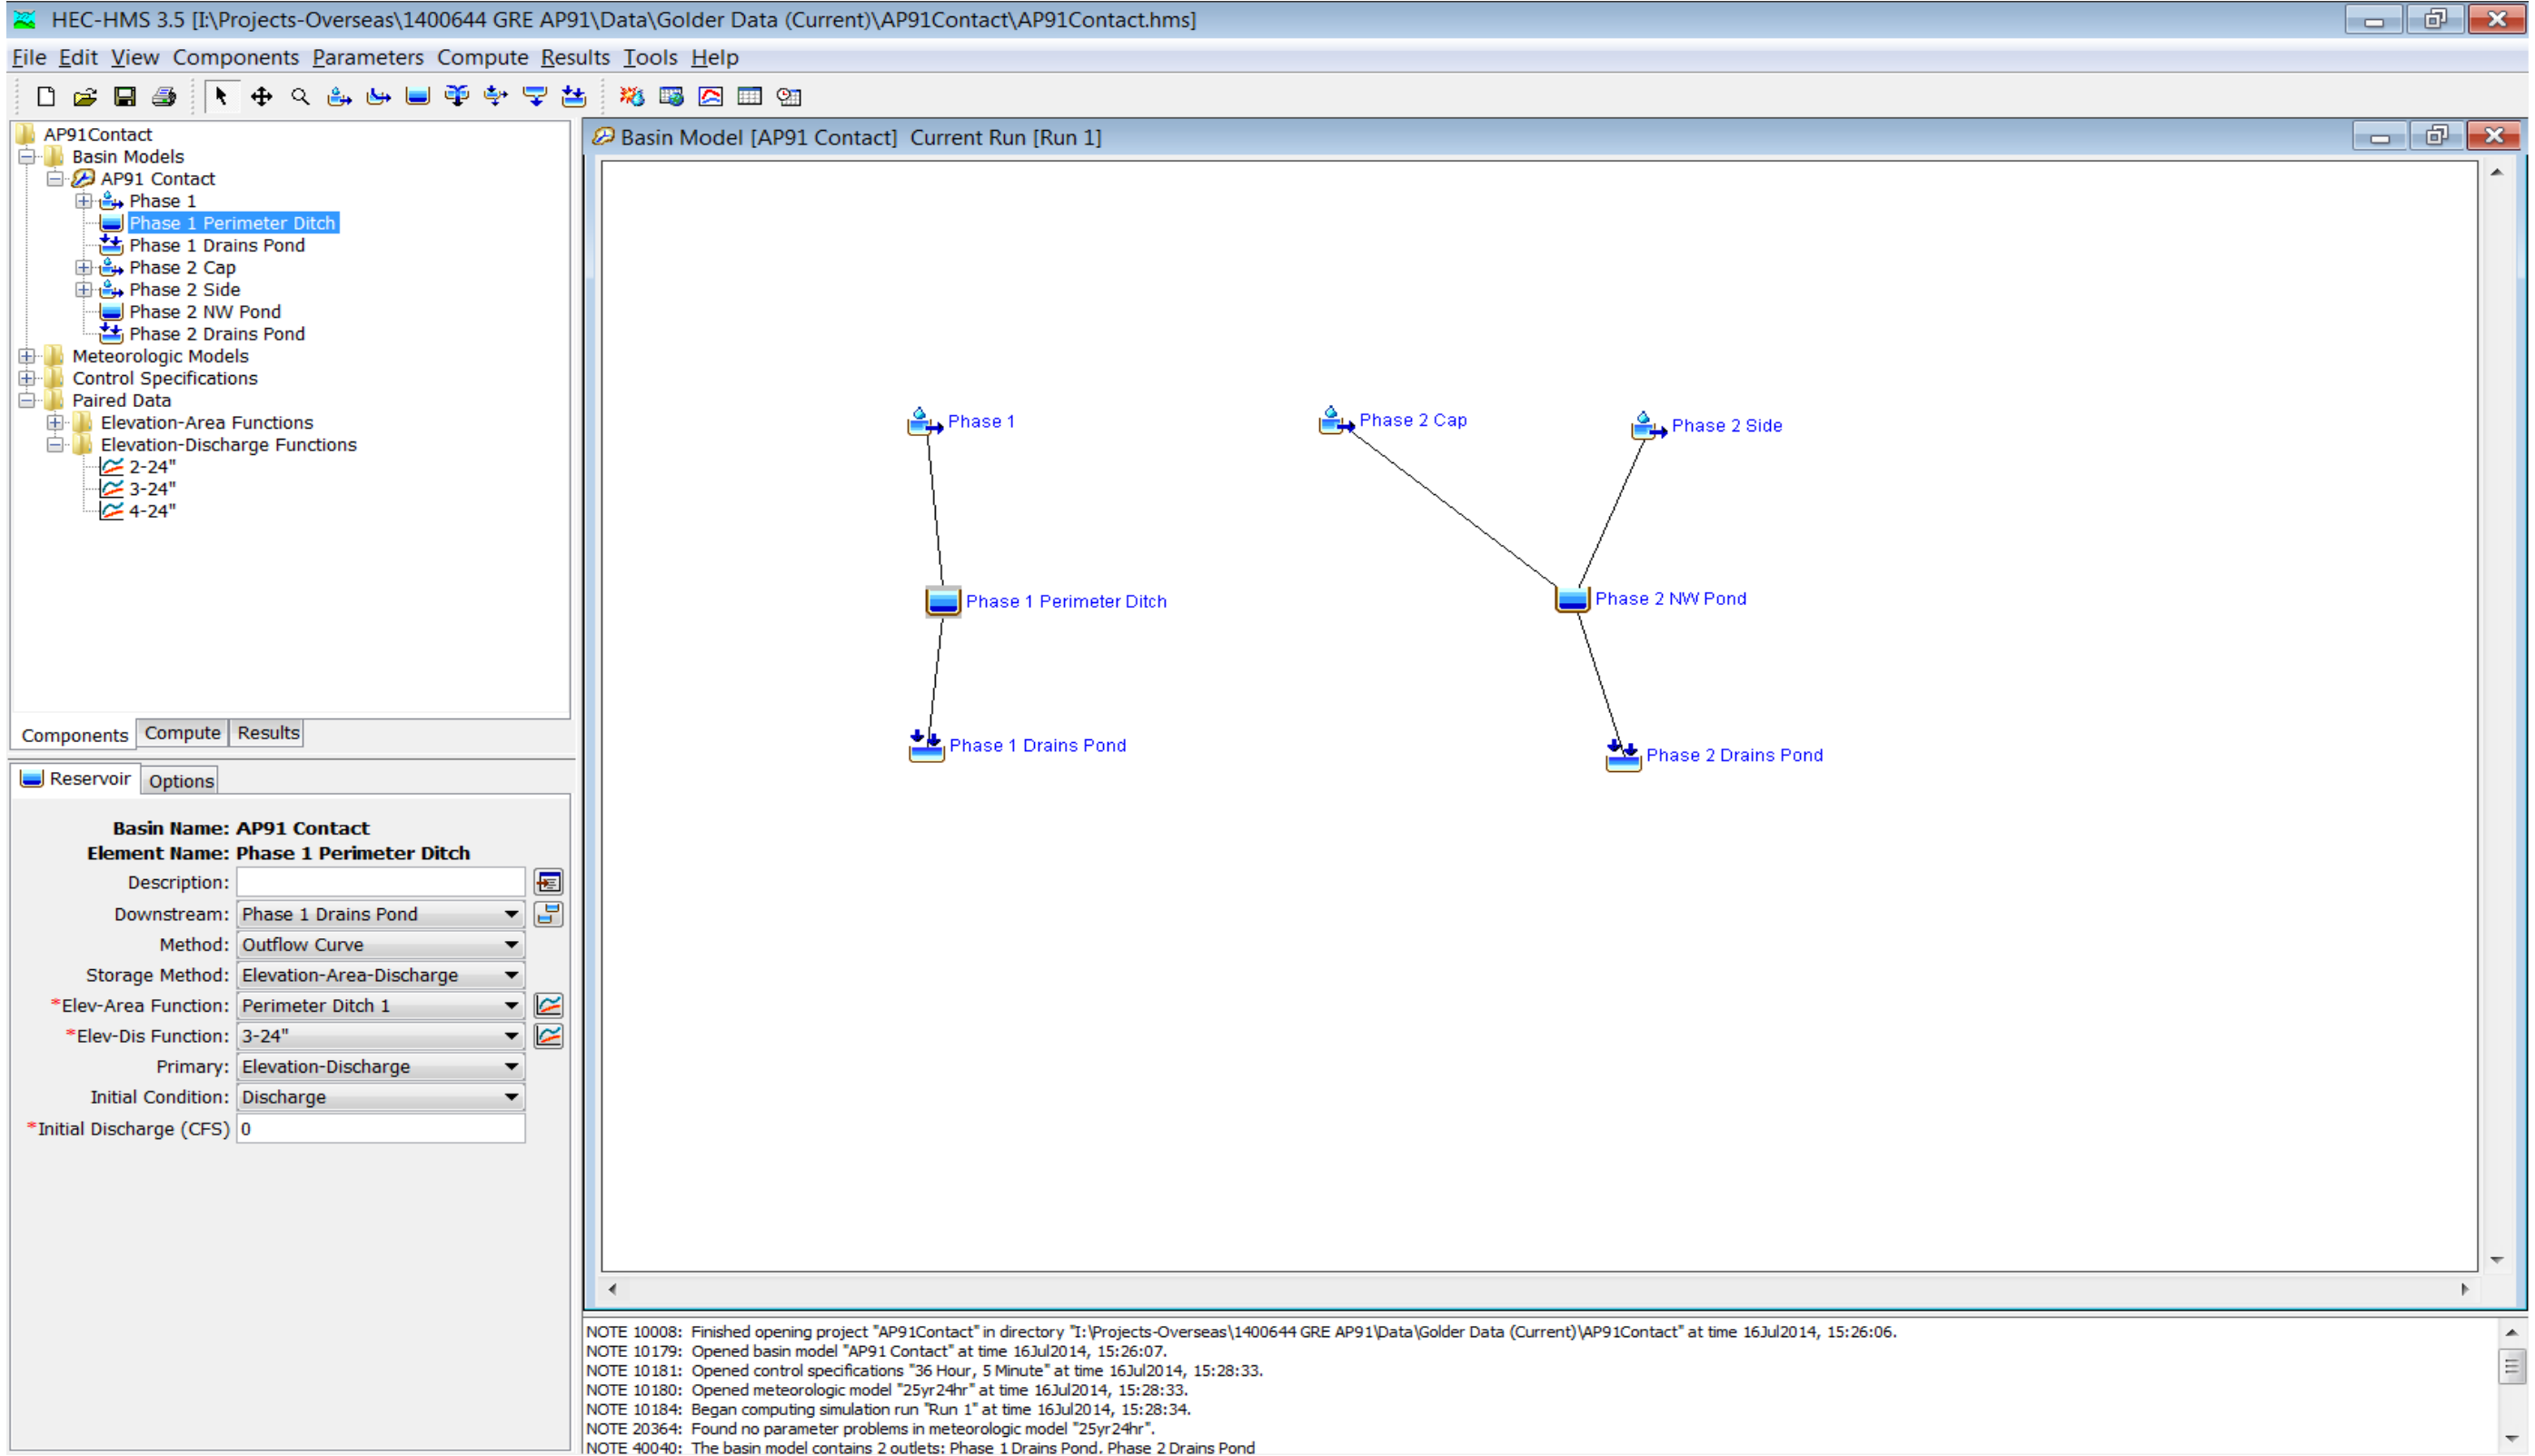 HEC-HMS 3.5 [I:\Projects-Overseas\1400644 GRE AP91\Data\Golder Data (Current)\AP91Contact\AP91Contact.hms]
File Edit View Components Parameters Compute Results Tools Help
AP91Contact
Basin Models
AP91 Contact
Phase 1
Phase 1 Perimeter Ditch
Phase 1 Drains Pond
Phase 2 Cap
Phase 2 Side
Phase 2 NW Pond
Phase 2 Drains Pond
Meteorologic Models
Control Specifications
Paired Data
Elevation-Area Functions
Elevation-Discharge Functions
2-24"
3-24"
4-24"
Components Compute Results
Reservoir Options
Basin Name: AP91 Contact
Element Name: Phase 1 Perimeter Ditch
Description:
Downstream: Phase 1 Drains Pond
Method: Outflow Curve
Storage Method: Elevation-Area-Discharge
*Elev-Area Function: Perimeter Ditch 1
*Elev-Dis Function: 3-24"
Primary: Elevation-Discharge
Initial Condition: Discharge
*Initial Discharge (CFS) 0
Basin Model [AP91 Contact] Current Run [Run 1]
Phase 1
Phase 2 Cap
Phase 2 Side
Phase 1 Perimeter Ditch
Phase 2 NW Pond
Phase 1 Drains Pond
Phase 2 Drains Pond
NOTE 10008: Finished opening project "AP91Contact" in directory "I:\Projects-Overseas\1400644 GRE AP91\Data\Golder Data (Current)\AP91Contact" at time 16Jul2014, 15:26:06.
NOTE 10179: Opened basin model "AP91 Contact" at time 16Jul2014, 15:26:07.
NOTE 10181: Opened control specifications "36 Hour, 5 Minute" at time 16Jul2014, 15:28:33.
NOTE 10180: Opened meteorologic model "25yr24hr" at time 16Jul2014, 15:28:33.
NOTE 10184: Began computing simulation run "Run 1" at time 16Jul2014, 15:28:34.
NOTE 20364: Found no parameter problems in meteorologic model "25yr24hr".
NOTE 40040: The basin model contains 2 outlets: Phase 1 Drains Pond, Phase 2 Drains Pond